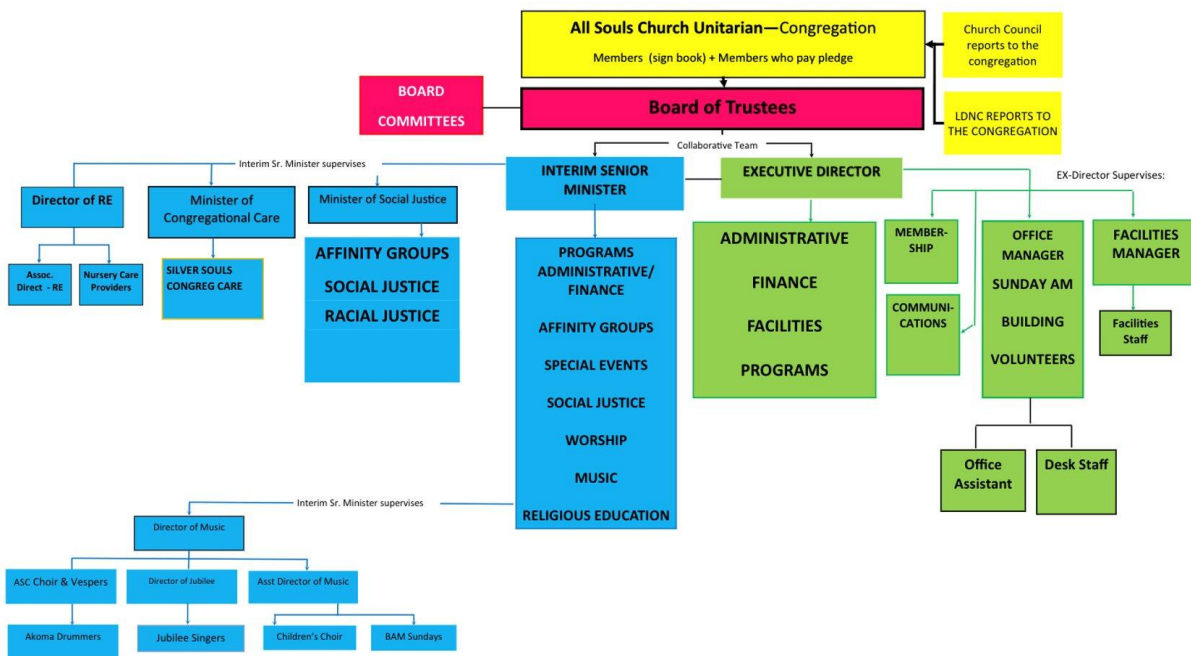 All Souls Church Unitarian—Congregation
Members (sign book) + Members who pay pledge
Church Council
reports to the
congregation
BOARD
COMMITTEES
Board of Trustees
LDNC REPORTS TO
THE CONGREGATION
Collaborative Team
Interim Sr. Minister supervises
INTERIM SENIOR
MINISTER
EXECUTIVE DIRECTOR
EX-Director Supervises:
Director of RE
Minister of
Congregational Care
Minister of Social Justice
Assoc.
Direct - RE
Nursery Care
Providers
SILVER SOULS
CONGREG CARE
AFFINITY GROUPS
SOCIAL JUSTICE
RACIAL JUSTICE
PROGRAMS
ADMINISTRATIVE/
FINANCE
AFFINITY GROUPS
SPECIAL EVENTS
SOCIAL JUSTICE
WORSHIP
MUSIC
RELIGIOUS EDUCATION
ADMINISTRATIVE
FINANCE
FACILITIES
PROGRAMS
MEMBER-
SHIP
COMMUNI-
CATIONS
OFFICE
MANAGER
SUNDAY AM
BUILDING
VOLUNTEERS
FACILITIES
MANAGER
Facilities
Staff
Office
Assistant
Desk Staff
Interim Sr. Minister supervises
Director of Music
ASC Choir & Vespers
Director of Jubilee
Asst Director of Music
Akoma Drummers
Jubilee Singers
Children's Choir
BAM Sundays